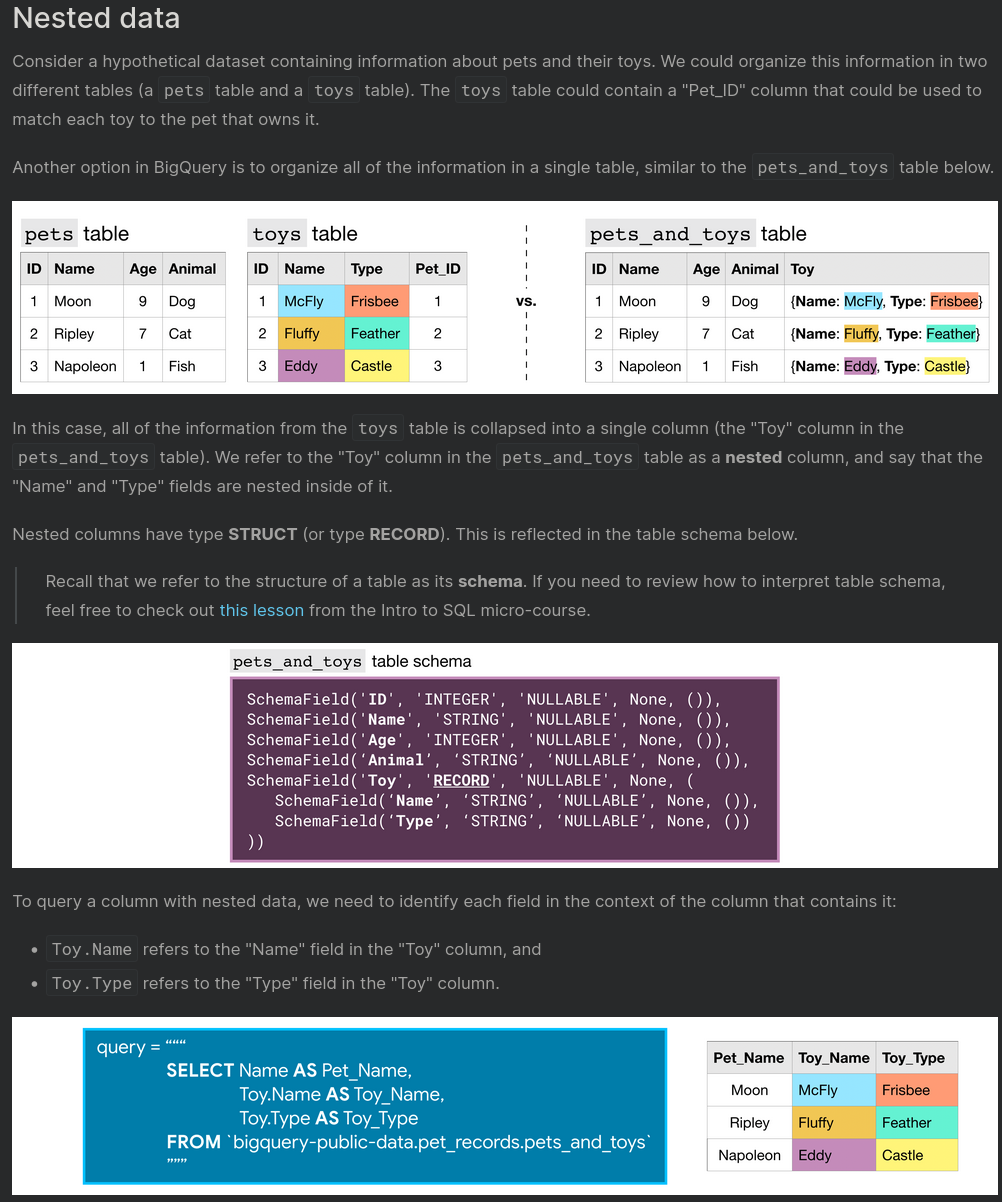 Nested data
Consider a hypothetical dataset containing information about pets and their toys. We could organize this information in two
different tables (a pets table and a toys table). The toys table could contain a "Pet_ID" column that could be used to
match each toy to the pet that owns it.
Another option in BigQuery is to organize all of the information in a single table, similar to the pets_and_toys table below.
pets table
ID Name Age Animal
1 Moon 9 Dog
2 Ripley 7 Cat
3 Napoleon 1 Fish
toys table
ID Name Type Pet_ID
1 McFly Frisbee 1
2 Fluffy Feather 2
3 Eddy Castle 3
vs.
pets_and_toys table
ID Name Age Animal Toy
1 Moon 9 Dog {Name: McFly, Type: Frisbee}
2 Ripley 7 Cat {Name: Fluffy, Type: Feather}
3 Napoleon 1 Fish {Name: Eddy, Type: Castle}
In this case, all of the information from the toys table is collapsed into a single column (the "Toy" column in the
pets_and_toys table). We refer to the "Toy" column in the pets_and_toys table as a nested column, and say that the
"Name" and "Type" fields are nested inside of it.
Nested columns have type STRUCT (or type RECORD). This is reflected in the table schema below.
Recall that we refer to the structure of a table as its schema. If you need to review how to interpret table schema,
feel free to check out this lesson from the Intro to SQL micro-course.
pets_and_toys table schema
SchemaField('ID', 'INTEGER', 'NULLABLE', None, ()),
SchemaField('Name', 'STRING', 'NULLABLE', None, ()),
SchemaField('Age', 'INTEGER', 'NULLABLE', None, ()),
SchemaField(‘Animal’, ‘STRING’, ‘NULLABLE’, None, ()),
SchemaField('Toy', 'RECORD', 'NULLABLE', None, (
SchemaField(‘Name’, ‘STRING’, ‘NULLABLE’, None, ()),
SchemaField(‘Type’, ‘STRING’, ‘NULLABLE’, None, ())
))
To query a column with nested data, we need to identify each field in the context of the column that contains it:
• Toy.Name refers to the "Name" field in the "Toy" column, and
• Toy.Type refers to the "Type" field in the "Toy" column.
query = “““
SELECT Name AS Pet_Name,
Toy.Name AS Toy_Name,
Toy.Type AS Toy_Type
FROM `bigquery-public-data.pet_records.pets_and_toys`
”””
Pet_Name Toy_Name Toy_Type
Moon McFly Frisbee
Ripley Fluffy Feather
Napoleon Eddy Castle